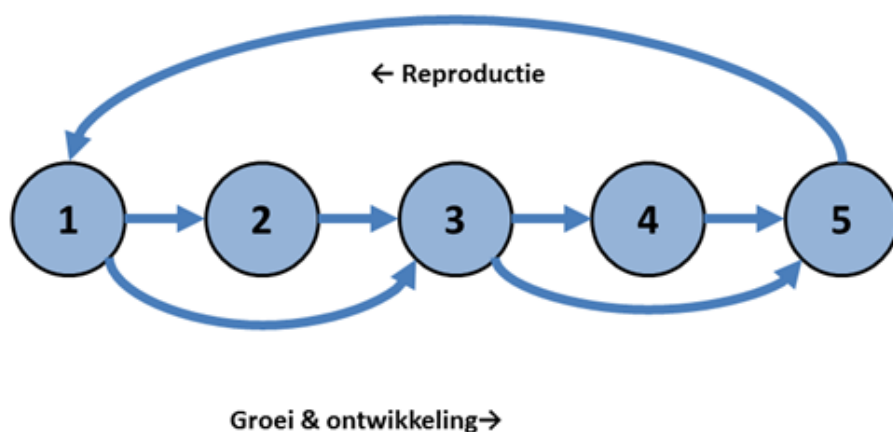 ← Reproductie
1 2 3 4 5
Groei & ontwikkeling→